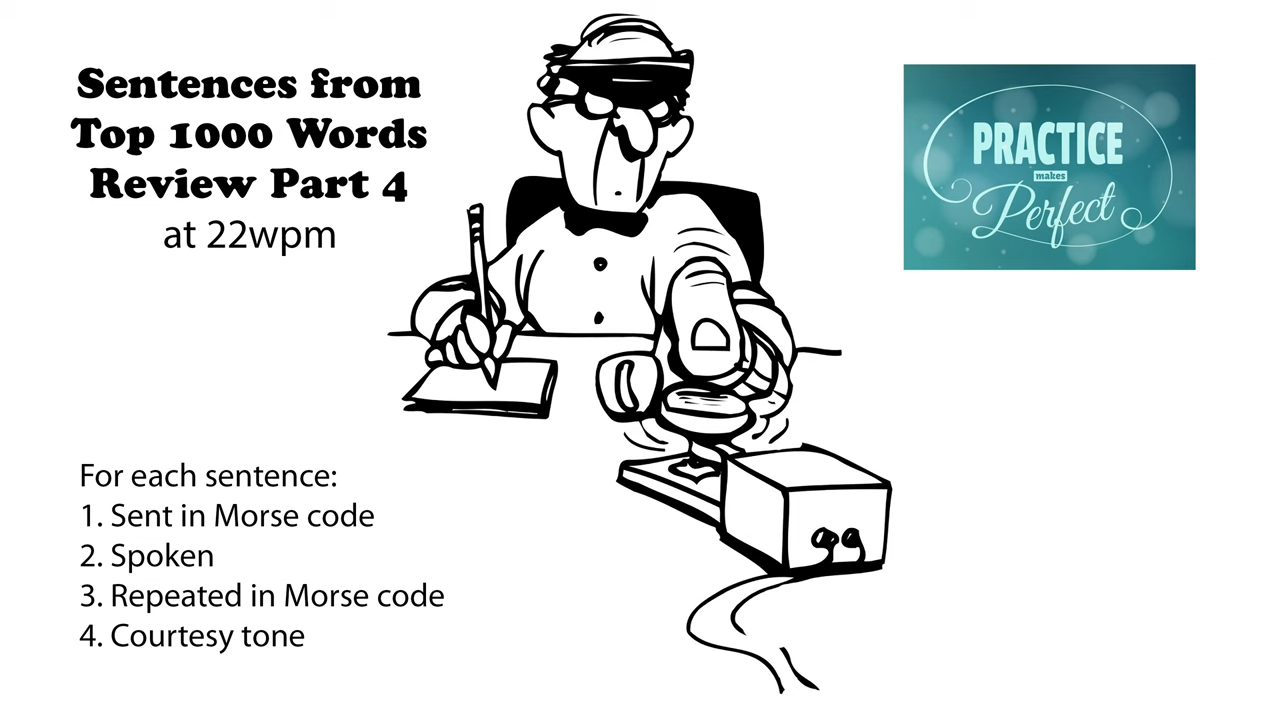 Sentences from
Top 1000 Words
Review Part 4
at 22wpm
PRACTICE
makes
Perfect
For each sentence:
1. Sent in Morse code
2. Spoken
3. Repeated in Morse code
4. Courtesy tone